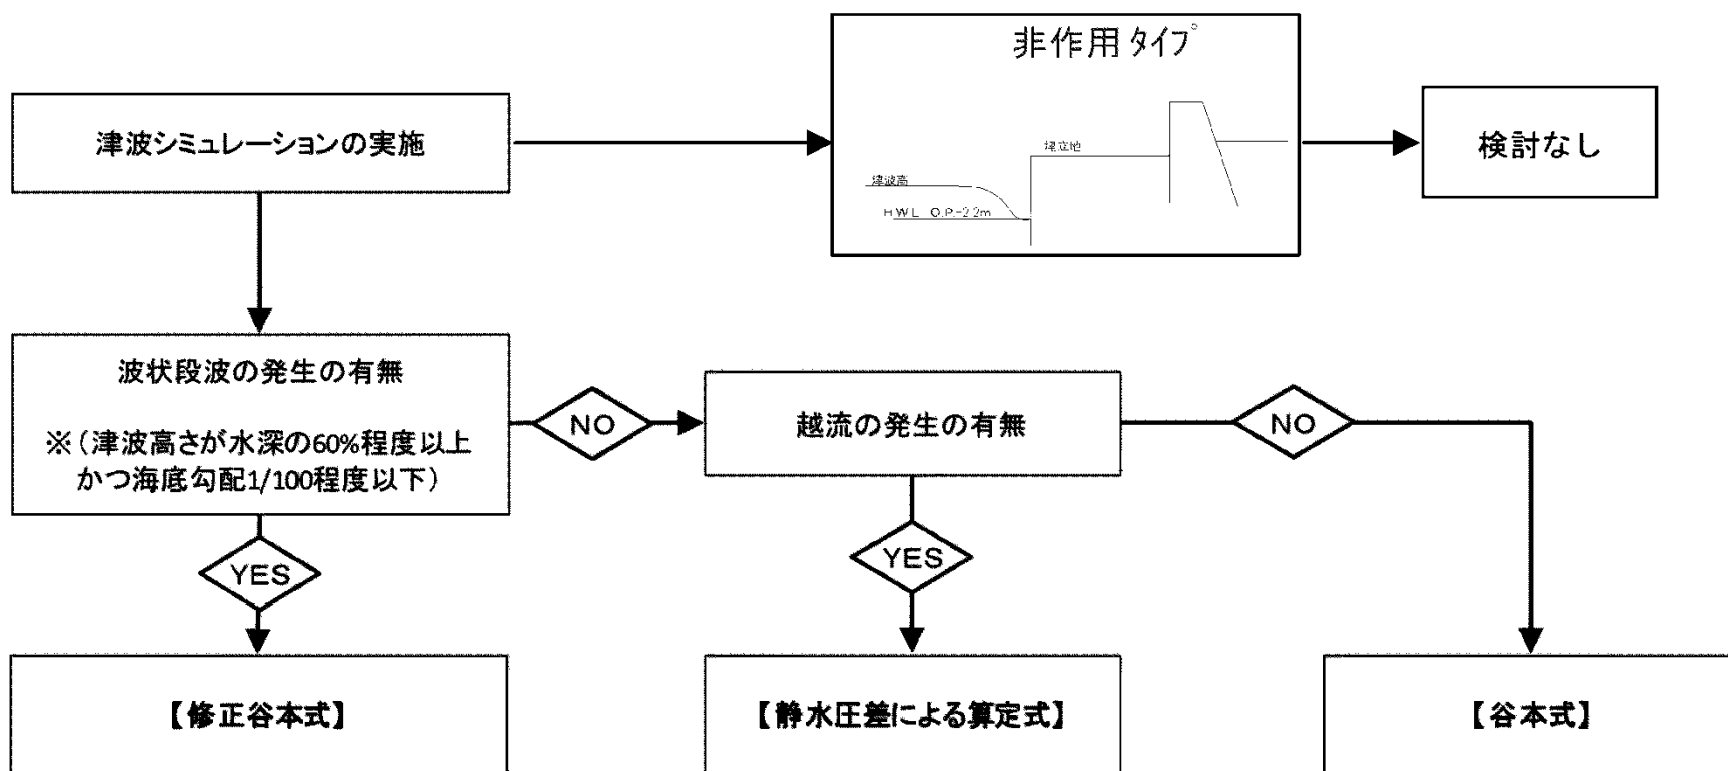 非作用タイプ
津波シミュレーションの実施
検討なし
埋立地
津波高
HWL O.P.-2.2m
波状段波の発生の有無
※(津波高さが水深の60%程度以上
かつ海底勾配1/100程度以下)
NO
越流の発生の有無
NO
YES
YES
【修正谷本式】
【静水圧差による算定式】
【谷本式】